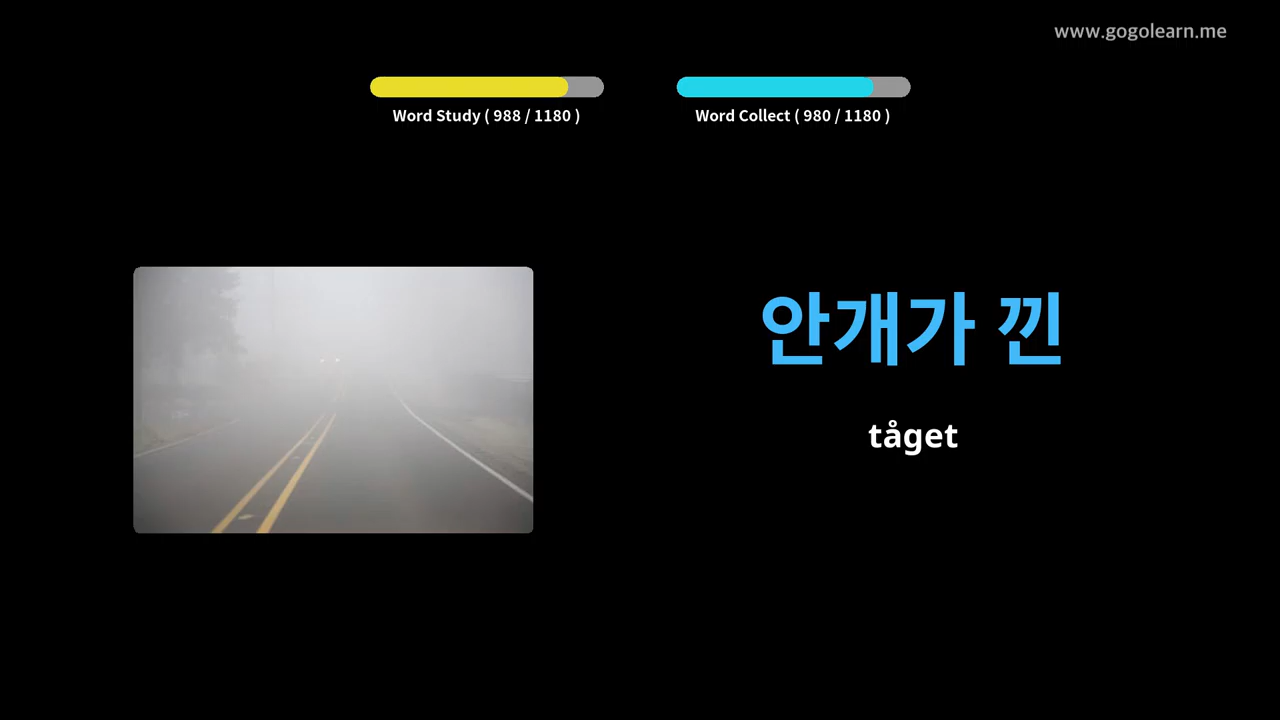 www.gogolearn.me
Word Study ( 988 / 1180 )
Word Collect ( 980 / 1180 )
안개가 낀
tåget